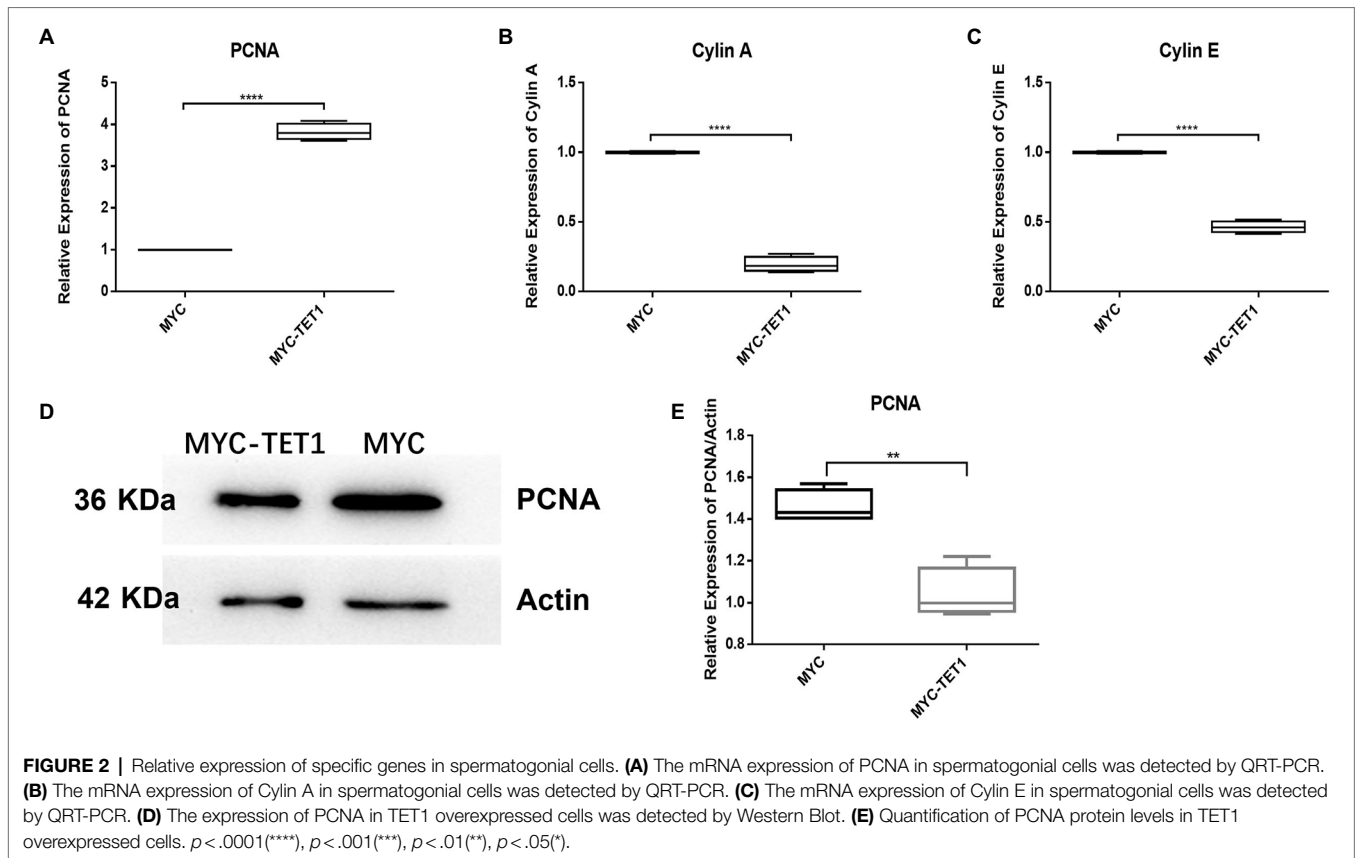 A
PCNA
Relative Expression of PCNA
5
4
3
2
1
0
****
MYC
MYC-TET1
B
Cylin A
Relative Expression of Cylin A
1.5
1.0
0.5
0.0
****
MYC
MYC-TET1
C
Cylin E
Relative Expression of Cylin E
1.5
1.0
0.5
0.0
****
MYC
MYC-TET1
D
MYC-TET1 MYC
36 KDa PCNA
42 KDa Actin
E
PCNA
Relative Expression of PCNA/Actin
1.8
1.6
1.4
1.2
1.0
0.8
**
MYC
MYC-TET1
FIGURE 2 | Relative expression of specific genes in spermatogonial cells. (A) The mRNA expression of PCNA in spermatogonial cells was detected by QRT-PCR.
(B) The mRNA expression of Cylin A in spermatogonial cells was detected by QRT-PCR. (C) The mRNA expression of Cylin E in spermatogonial cells was detected
by QRT-PCR. (D) The expression of PCNA in TET1 overexpressed cells was detected by Western Blot. (E) Quantification of PCNA protein levels in TET1
overexpressed cells. p < .0001(****), p < .001(***), p < .01(**), p < .05(*).